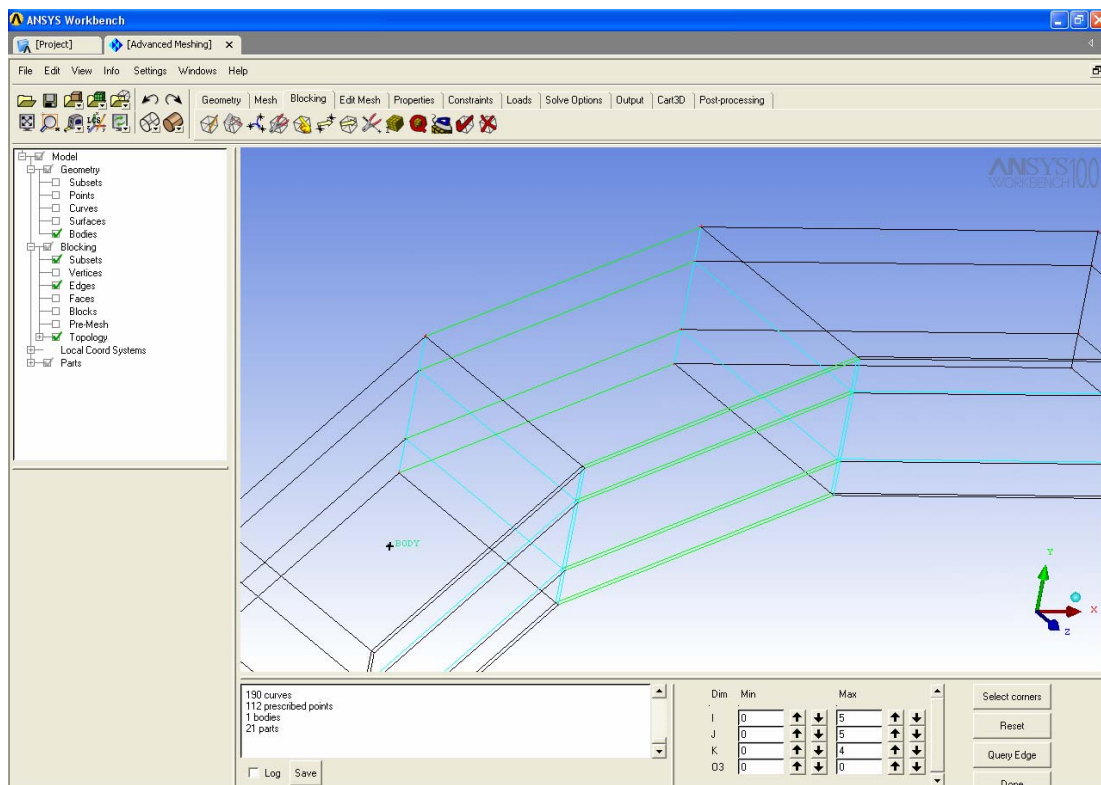 ANSYS Workbench
[Project] [Advanced Meshing] X
File Edit View Info Settings Windows Help
Geometry Mesh Blocking Edit Mesh Properties Constraints Loads Solve Options Output Cart3D Post-processing
LCS
Model
Geometry
Subsets
Points
Curves
Surfaces
Bodies
Blocking
Subsets
Vertices
Edges
Faces
Blocks
Pre-Mesh
Topology
Local Coord Systems
Parts
ANSYS 10.0
WORKBENCH
BODY
Y
X
Z
190 curves
112 prescribed points
1 bodies
21 parts
Log Save
Dim Min Max
I 0 5
J 0 5
K 0 4
O3 0 0
Select corners
Reset
Query Edge
Done